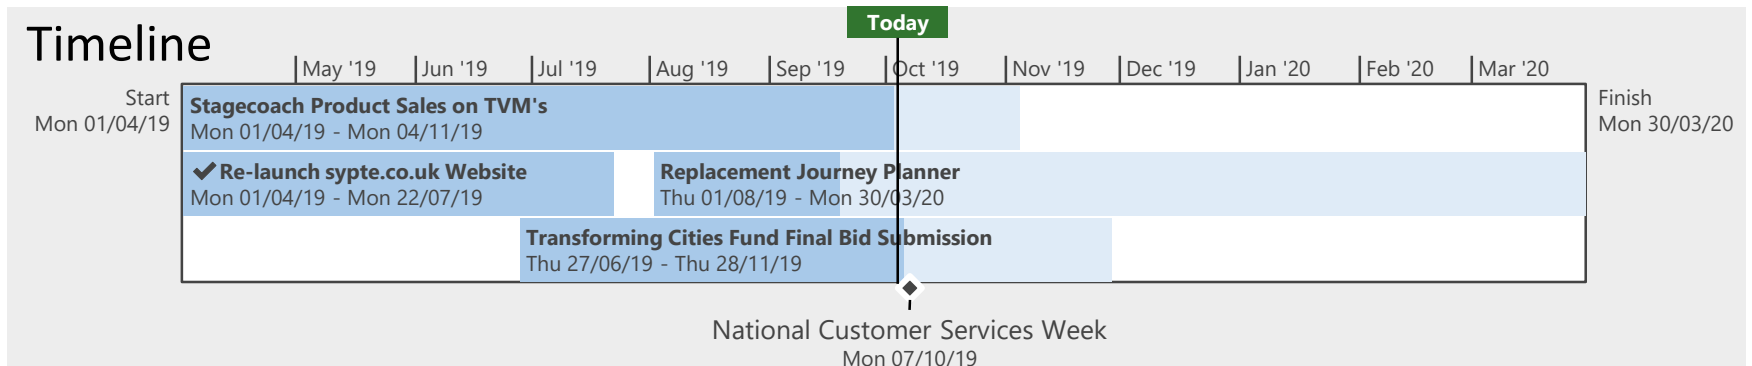 Today
Timeline
May '19 Jun '19 Jul '19 Aug '19 Sep '19 Oct '19 Nov '19 Dec '19 Jan '20 Feb '20 Mar '20
Start
Mon 01/04/19
Finish
Mon 30/03/20
Stagecoach Product Sales on TVM's
Mon 01/04/19 - Mon 04/11/19
Re-launch sypte.co.uk Website
Mon 01/04/19 - Mon 22/07/19
Replacement Journey Planner
Thu 01/08/19 - Mon 30/03/20
Transforming Cities Fund Final Bid Submission
Thu 27/06/19 - Thu 28/11/19
National Customer Services Week
Mon 07/10/19